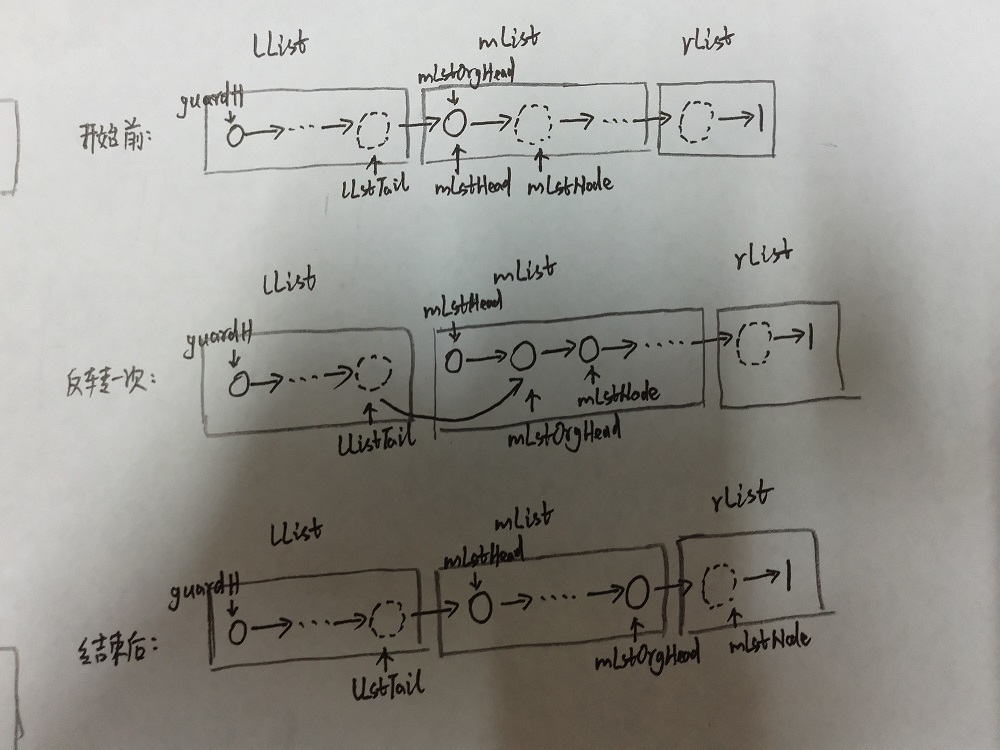 lList mList rList
mLstOrgHead
guardH
开始前:
lLstTail mLstHead mLstNode
lList mList rList
mLstHead
guardH
反转一次:
mLstNode
lListTail mLstOrgHead
lList mList rList
mLstHead
guardH
结束后:
lLstTail mLstOrgHead mLstNode